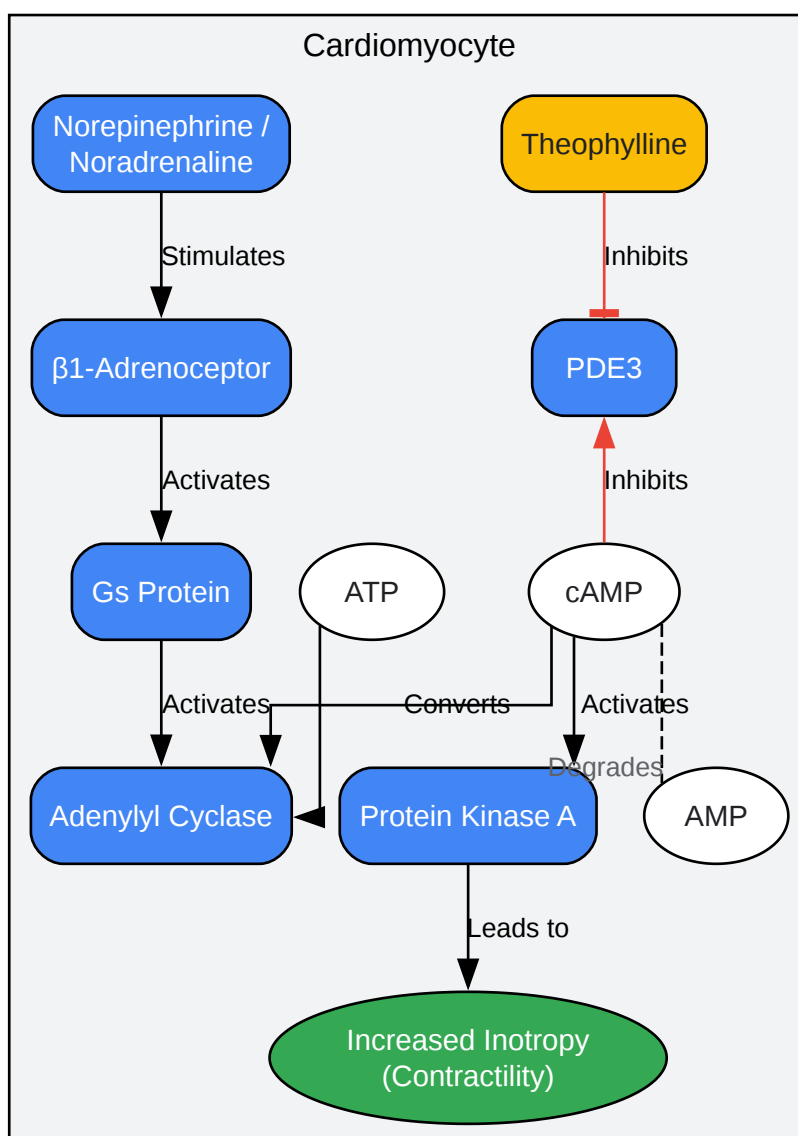 Cardiomyocyte
Norepinephrine /
Noradrenaline
Theophylline
Stimulates
Inhibits
β1-Adrenoceptor
PDE3
Activates
Inhibits
Gs Protein
ATP
cAMP
Activates
Converts
Activates
Degrades
Adenylyl Cyclase
Protein Kinase A
AMP
Leads to
Increased Inotropy
(Contractility)